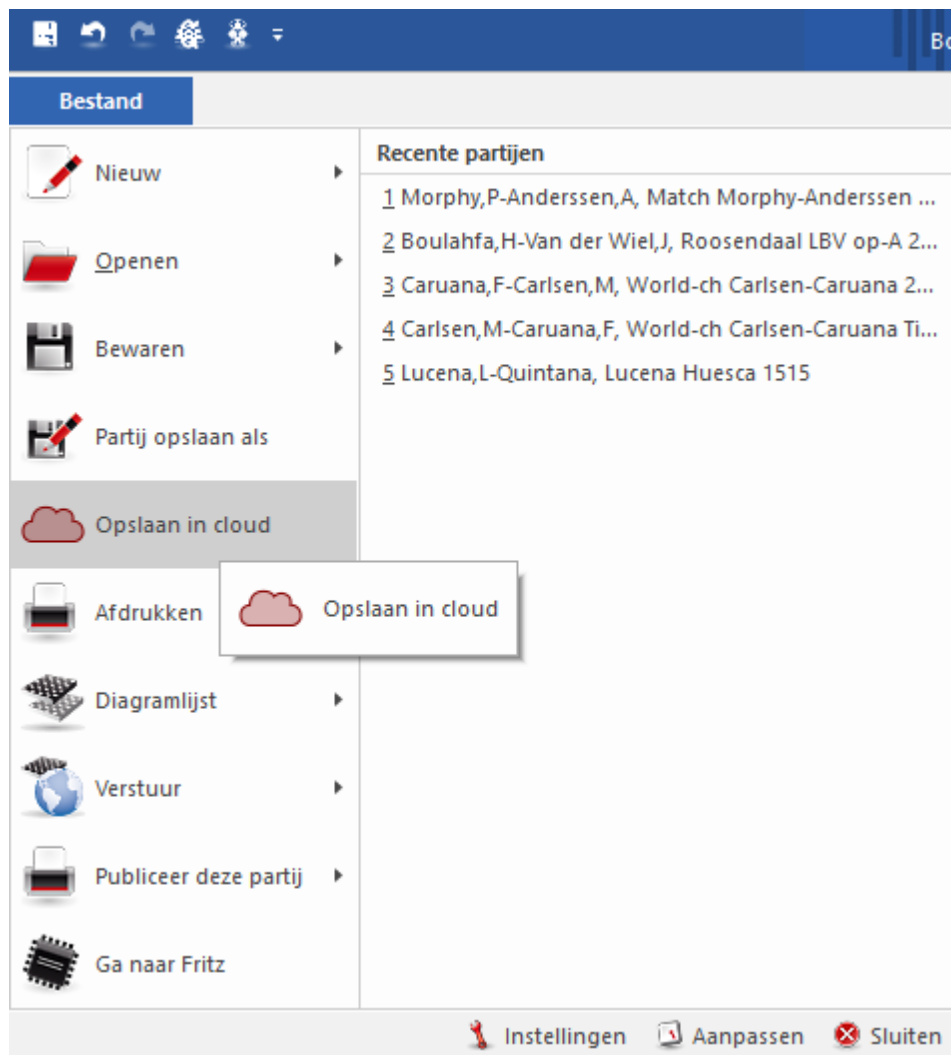 Bo
Bestand
Nieuw
Openen
Bewaren
Partij opslaan als
Opslaan in cloud
Afdrukken
Diagramlijst
Verstuur
Publiceer deze partij
Ga naar Fritz
Recente partijen
1 Morphy,P-Anderssen,A, Match Morphy-Anderssen ...
2 Boulahfa,H-Van der Wiel,J, Roosendaal LBV op-A 2...
3 Caruana,F-Carlsen,M, World-ch Carlsen-Caruana 2...
4 Carlsen,M-Caruana,F, World-ch Carlsen-Caruana Ti...
5 Lucena,L-Quintana, Lucena Huesca 1515
Opslaan in cloud
Instellingen Aanpassen Sluiten